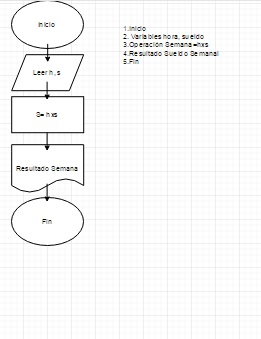 Inicio
Leer h,s
S= hxs
Resultado Semana
Fin
1.Inicio
2. Variables hora, sueldo
3.Operación Semana=hxs
4.Resultado Sueldo Semanal
5.Fin